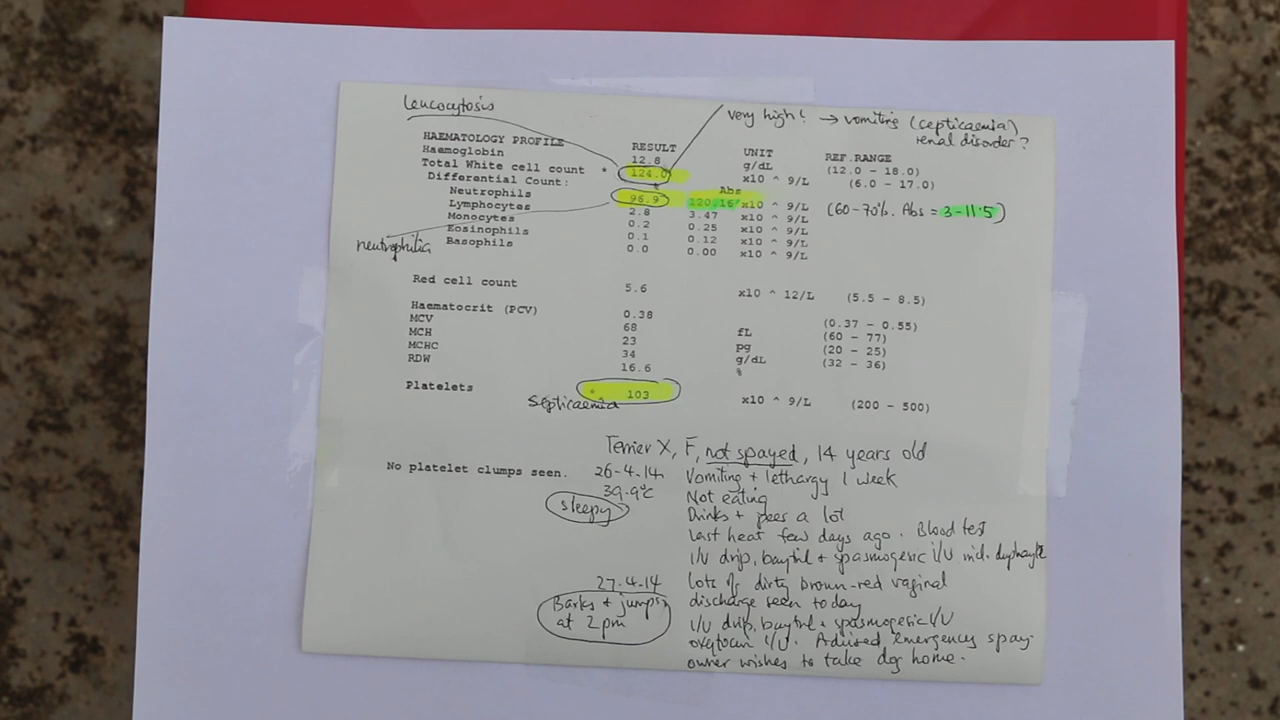 Leucocytosis
very high! → vomiting (septicaemia)
renal disorder?
HAEMATOLOGY PROFILE RESULT UNIT REF.RANGE
Haemoglobin 12.8 g/dL (12.0 - 18.0)
Total White cell count * 124.0 x10 ^ 9/L (6.0 - 17.0)
Differential Count: Abs
Neutrophils 96.9 120.16 x10 ^ 9/L (60-70%. Abs = 3-11.5)
Lymphocytes 2.8 3.47 x10 ^ 9/L
Monocytes 0.2 0.25 x10 ^ 9/L
Eosinophils 0.1 0.12 x10 ^ 9/L
Basophils 0.0 0.00 x10 ^ 9/L
neutrophilia
Red cell count 5.6 x10 ^ 12/L (5.5 - 8.5)
Haematocrit (PCV) 0.38 (0.37 - 0.55)
MCV 68 fL (60 - 77)
MCH 23 pg (20 - 25)
MCHC 34 g/dL (32 - 36)
RDW 16.6 %
Platelets * 103 x10 ^ 9/L (200 - 500)
Septicaemia
Terrier X, F, not spayed, 14 years old
No platelet clumps seen. 26-4-14 Vomiting + lethargy 1 week
39.9°C Not eating
sleepy Drinks + pees a lot
Last heat few days ago. Blood test
I/V drip, baytril + spasmogesic I/V incl. duphalyte
27.4.14 Lots of dirty brown-red vaginal
Barks + jumps discharge seen today
at 2pm I/V drip, baytril + spasmogesic I/V
oxytocin I/V. Advised emergency spay.
owner wishes to take dog home.